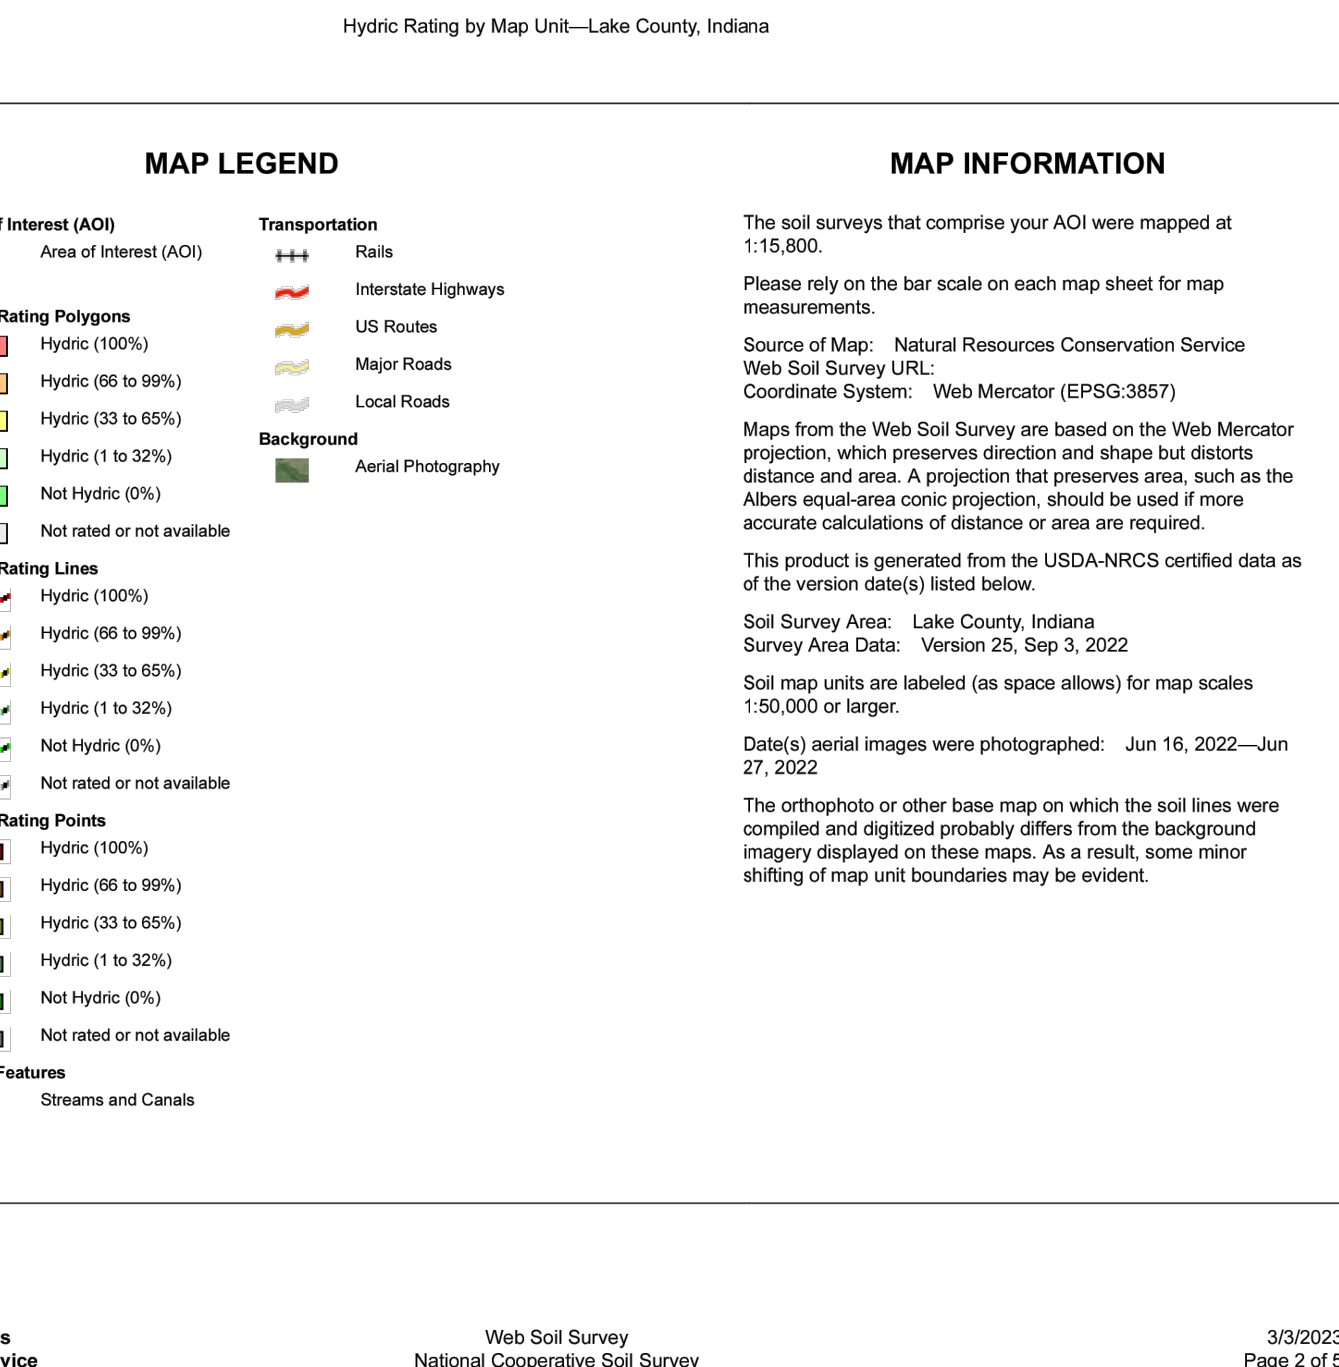 Hydric Rating by Map Unit—Lake County, Indiana
MAP LEGEND
f Interest (AOI)
Area of Interest (AOI)
Rating Polygons
Hydric (100%)
Hydric (66 to 99%)
Hydric (33 to 65%)
Hydric (1 to 32%)
Not Hydric (0%)
Not rated or not available
Rating Lines
Hydric (100%)
Hydric (66 to 99%)
Hydric (33 to 65%)
Hydric (1 to 32%)
Not Hydric (0%)
Not rated or not available
Rating Points
Hydric (100%)
Hydric (66 to 99%)
Hydric (33 to 65%)
Hydric (1 to 32%)
Not Hydric (0%)
Not rated or not available
Features
Streams and Canals
Transportation
Rails
Interstate Highways
US Routes
Major Roads
Local Roads
Background
Aerial Photography
MAP INFORMATION
The soil surveys that comprise your AOI were mapped at
1:15,800.
Please rely on the bar scale on each map sheet for map
measurements.
Source of Map: Natural Resources Conservation Service
Web Soil Survey URL:
Coordinate System: Web Mercator (EPSG:3857)
Maps from the Web Soil Survey are based on the Web Mercator
projection, which preserves direction and shape but distorts
distance and area. A projection that preserves area, such as the
Albers equal-area conic projection, should be used if more
accurate calculations of distance or area are required.
This product is generated from the USDA-NRCS certified data as
of the version date(s) listed below.
Soil Survey Area: Lake County, Indiana
Survey Area Data: Version 25, Sep 3, 2022
Soil map units are labeled (as space allows) for map scales
1:50,000 or larger.
Date(s) aerial images were photographed: Jun 16, 2022—Jun
27, 2022
The orthophoto or other base map on which the soil lines were
compiled and digitized probably differs from the background
imagery displayed on these maps. As a result, some minor
shifting of map unit boundaries may be evident.
s
vice
Web Soil Survey
National Cooperative Soil Survey
3/3/2023
Page 2 of 5